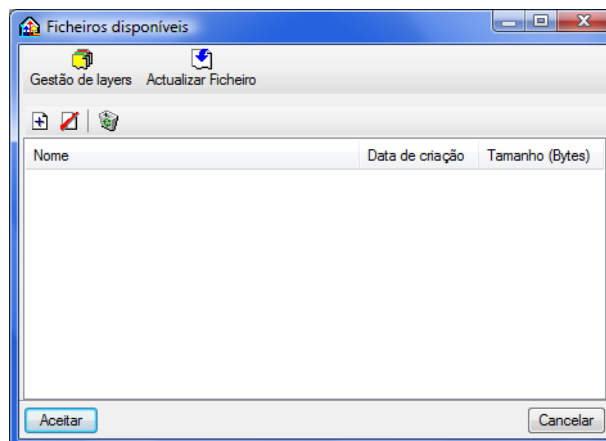 Ficheiros disponíveis
Gestão de layers Actualizar Ficheiro
Nome Data de criação Tamanho (Bytes)
Aceitar Cancelar